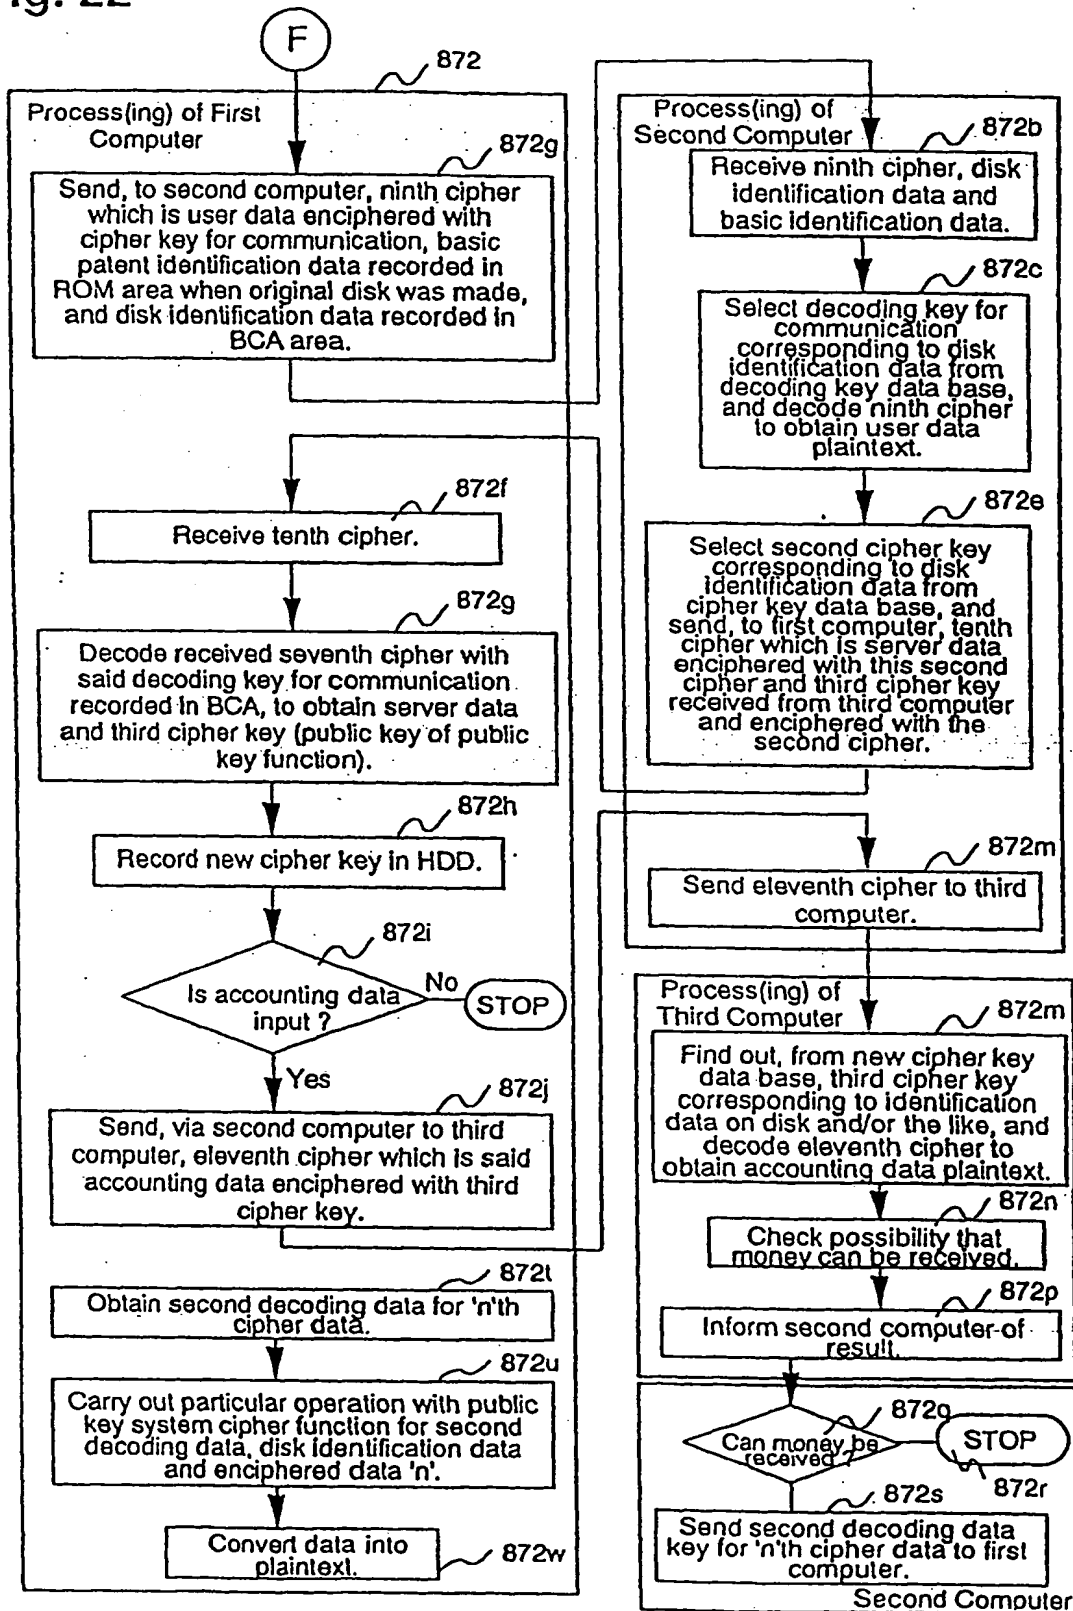 Fig. 22
F
872
Process(ing) of First
Computer
872g
Send, to second computer, ninth cipher
which is user data enciphered with
cipher key for communication, basic
patent identification data recorded in
ROM area when original disk was made,
and disk identification data recorded in
BCA area.
872f
Receive tenth cipher.
872g
Decode received seventh cipher with
said decoding key for communication
recorded in BCA, to obtain server data
and third cipher key (public key of public
key function).
872h
Record new cipher key in HDD.
872i
Is accounting data
input ?
No
STOP
Yes
872j
Send, via second computer to third
computer, eleventh cipher which is said
accounting data enciphered with third
cipher key.
872t
Obtain second decoding data for 'n'th
cipher data.
872u
Carry out particular operation with public
key system cipher function for second
decoding data, disk identification data
and enciphered data 'n'.
Convert data into
plaintext.
872w
Process(ing) of
Second Computer
872b
Receive ninth cipher, disk
identification data and
basic identification data.
872c
Select decoding key for
communication
corresponding to disk
identification data from
decoding key data base,
and decode ninth cipher
to obtain user data
plaintext.
872e
Select second cipher key
corresponding to disk
identification data from
cipher key data base, and
send, to first computer, tenth
cipher which is server data
enciphered with this second
cipher and third cipher key
received from third computer
and enciphered with the
second cipher.
872m
Send eleventh cipher to third
computer.
Process(ing) of
Third Computer
872m
Find out, from new cipher key
data base, third cipher key
corresponding to identification
data on disk and/or the like, and
decode eleventh cipher to
obtain accounting data plaintext.
872n
Check possibility that
money can be received.
872p
Inform second computer of
result.
872q
Can money be
received ?
STOP
872r
872s
Send second decoding data
key for 'n'th cipher data to first
computer.
Second Computer